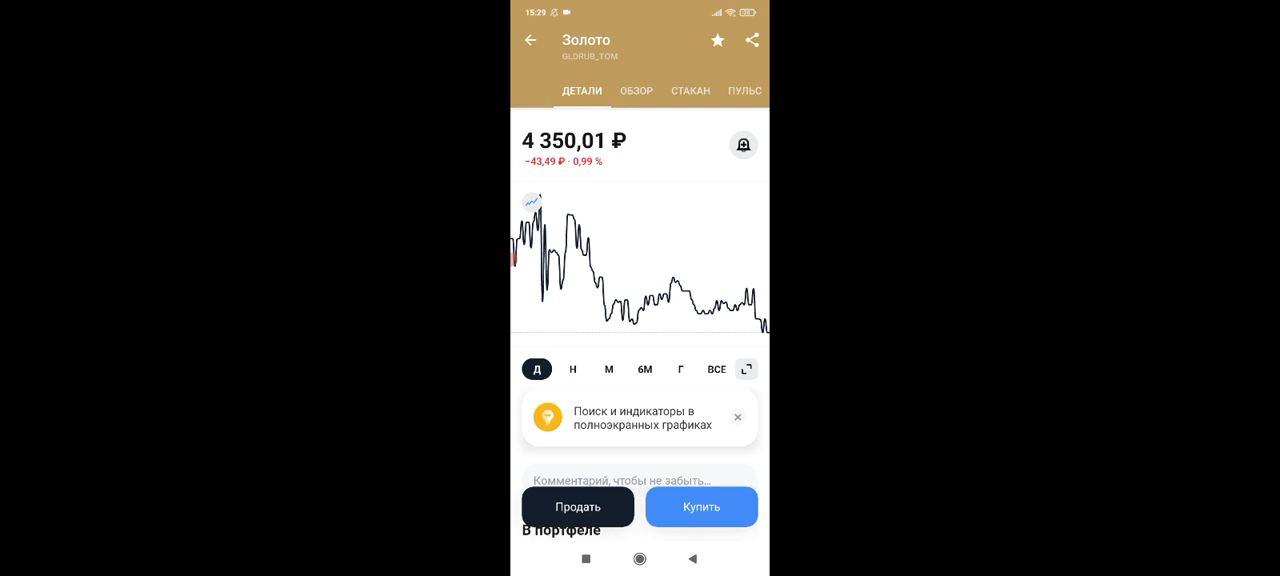 15:29
Золото
GLDRUB_TOM
ДЕТАЛИ ОБЗОР СТАКАН ПУЛЬС
4 350,01 ₽
−43,49 ₽ · 0,99 %
Д Н М 6М Г ВСЕ
Поиск и индикаторы в
полноэкранных графиках
Комментарий, чтобы не забыть...
Продать Купить
В портфеле